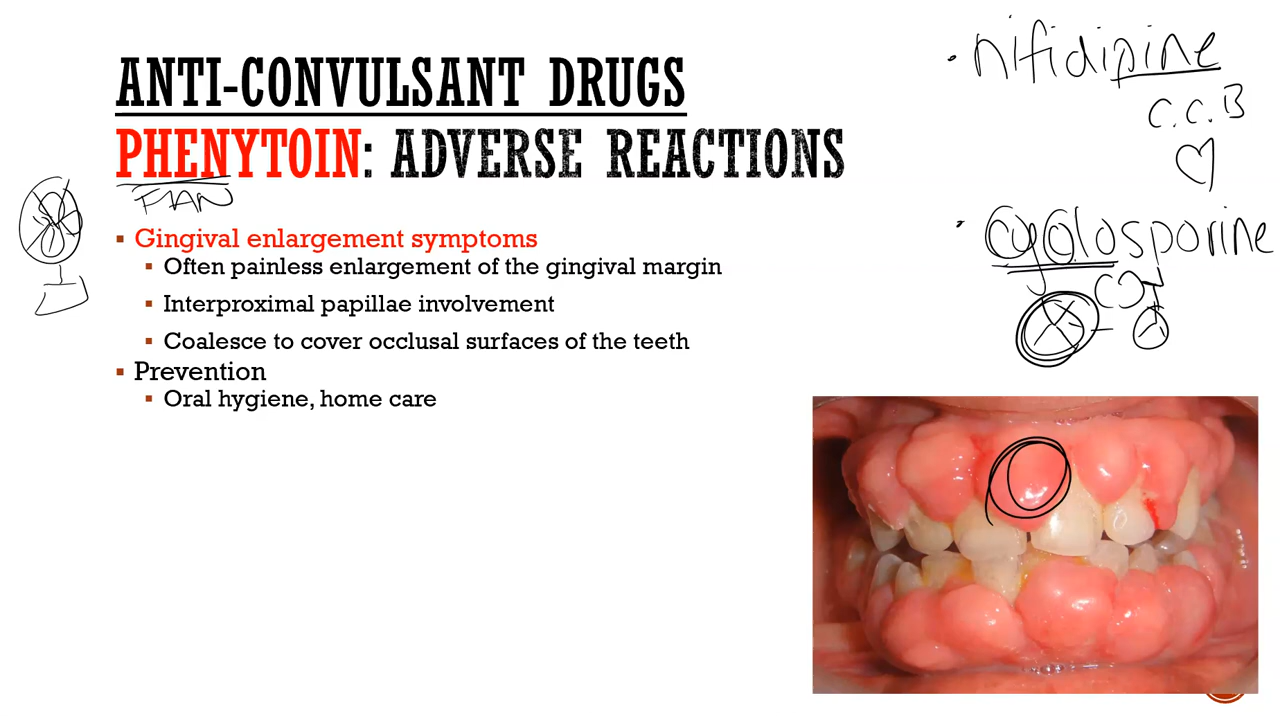 ANTI-CONVULSANT DRUGS
PHENYTOIN: ADVERSE REACTIONS
FAN
▪ Gingival enlargement symptoms
▪ Often painless enlargement of the gingival margin
▪ Interproximal papillae involvement
▪ Coalesce to cover occlusal surfaces of the teeth
▪ Prevention
▪ Oral hygiene, home care
• nifidipine
C.C.B
• cyclosporine